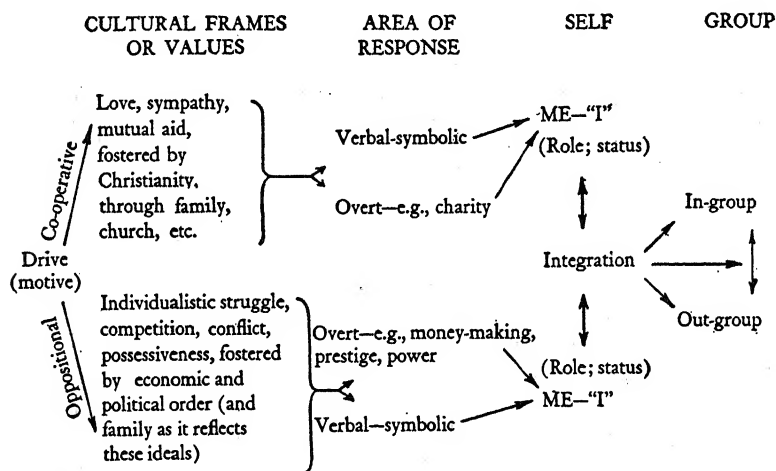 CULTURAL FRAMES
OR VALUES
AREA OF
RESPONSE
SELF
GROUP
Co-operative
Love, sympathy,
mutual aid,
fostered by
Christianity,
through family,
church, etc.
Verbal-symbolic
Overt—e.g., charity
ME—"I"
(Role; status)
Drive
(motive)
Integration
In-group
Out-group
Oppositional
Individualistic struggle,
competition, conflict,
possessiveness, fostered
by economic and
political order (and
family as it reflects
these ideals)
Overt—e.g., money-making,
prestige, power
Verbal—symbolic
(Role; status)
ME—"I"